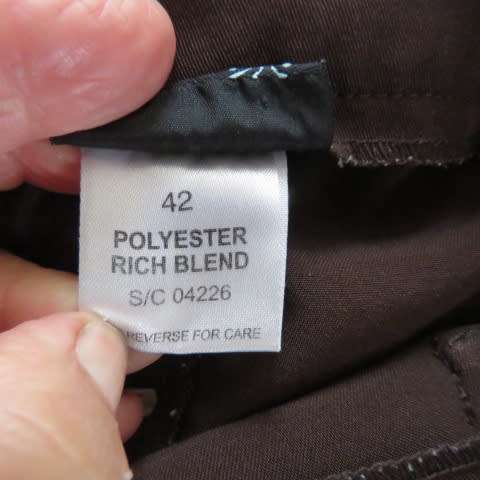 42
POLYESTER
RICH BLEND
S/C 04226
REVERSE FOR CARE